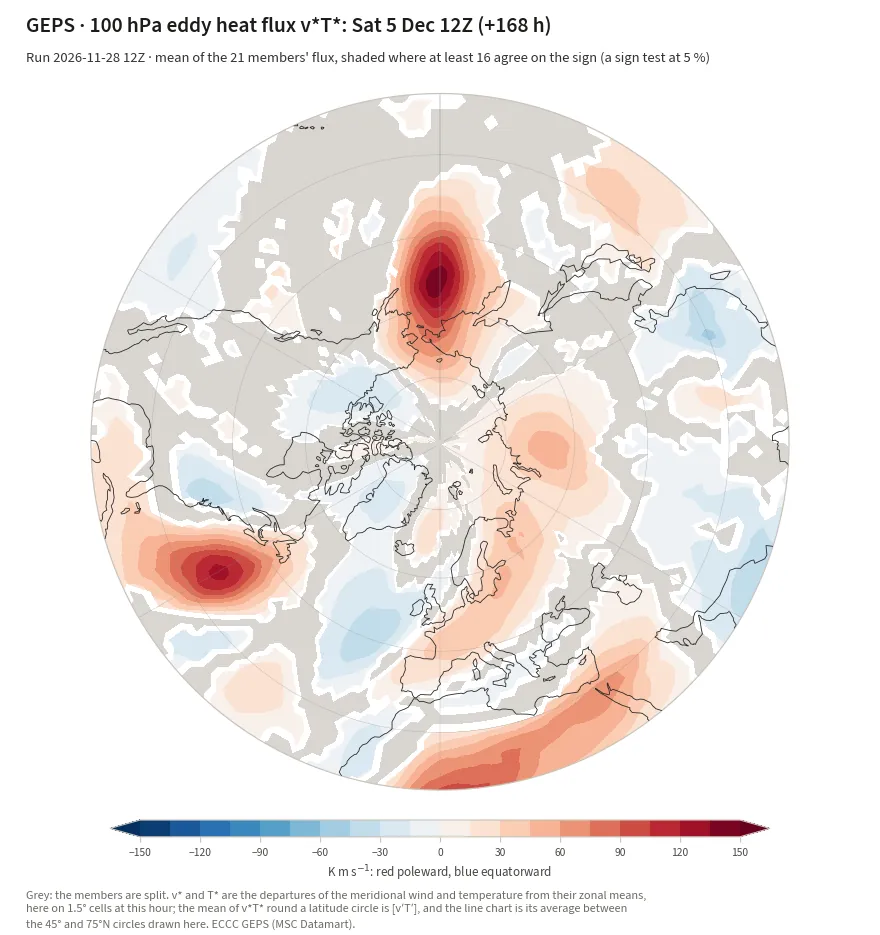 GEPS · 100 hPa eddy heat flux v*T*: Sat 5 Dec 12Z (+168 h)
Run 2026-11-28 12Z · mean of the 21 members' flux, shaded where at least 16 agree on the sign (a sign test at 5 %)
−150 −120 −90 −60 −30 0 30 60 90 120 150
K m s⁻¹: red poleward, blue equatorward
Grey: the members are split. v* and T* are the departures of the meridional wind and temperature from their zonal means,
here on 1.5° cells at this hour; the mean of v*T* round a latitude circle is [v′T′], and the line chart is its average between
the 45° and 75°N circles drawn here. ECCC GEPS (MSC Datamart).